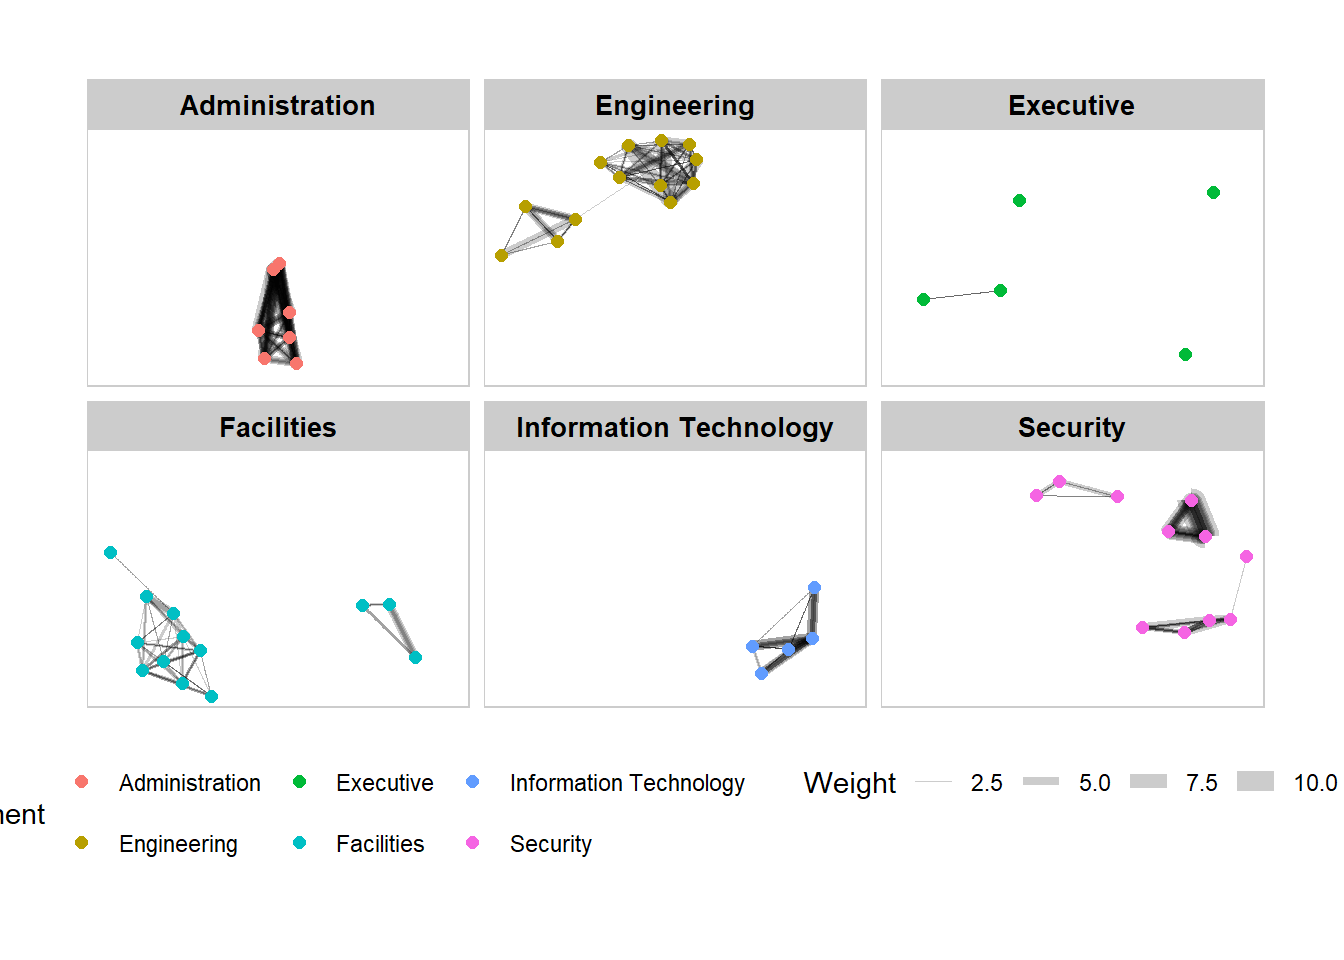 Administration Engineering Executive
Facilities Information Technology Security
Administration Executive Information Technology Weight 2.5 5.0 7.5 10.0
Engineering Facilities Security